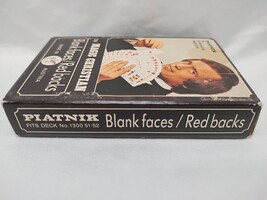 MAGIC CHRISTIAN
Blank faces/Red backs
PIATNIK
FITS DECK No. 1300 51/52
Blank faces / Red backs